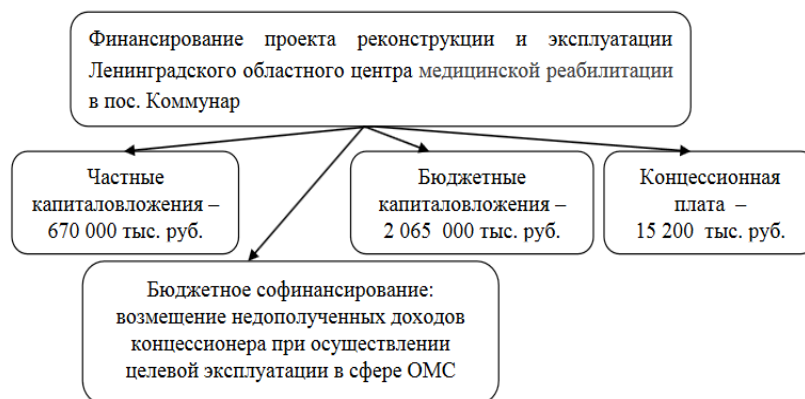 Финансирование проекта реконструкции и эксплуатации
Ленинградского областного центра медицинской реабилитации
в пос. Коммунар
Частные
капиталовложения –
670 000 тыс. руб.
Бюджетные
капиталовложения –
2 065 000 тыс. руб.
Концессионная
плата –
15 200 тыс. руб.
Бюджетное софинансирование:
возмещение недополученных доходов
концессионера при осуществлении
целевой эксплуатации в сфере ОМС